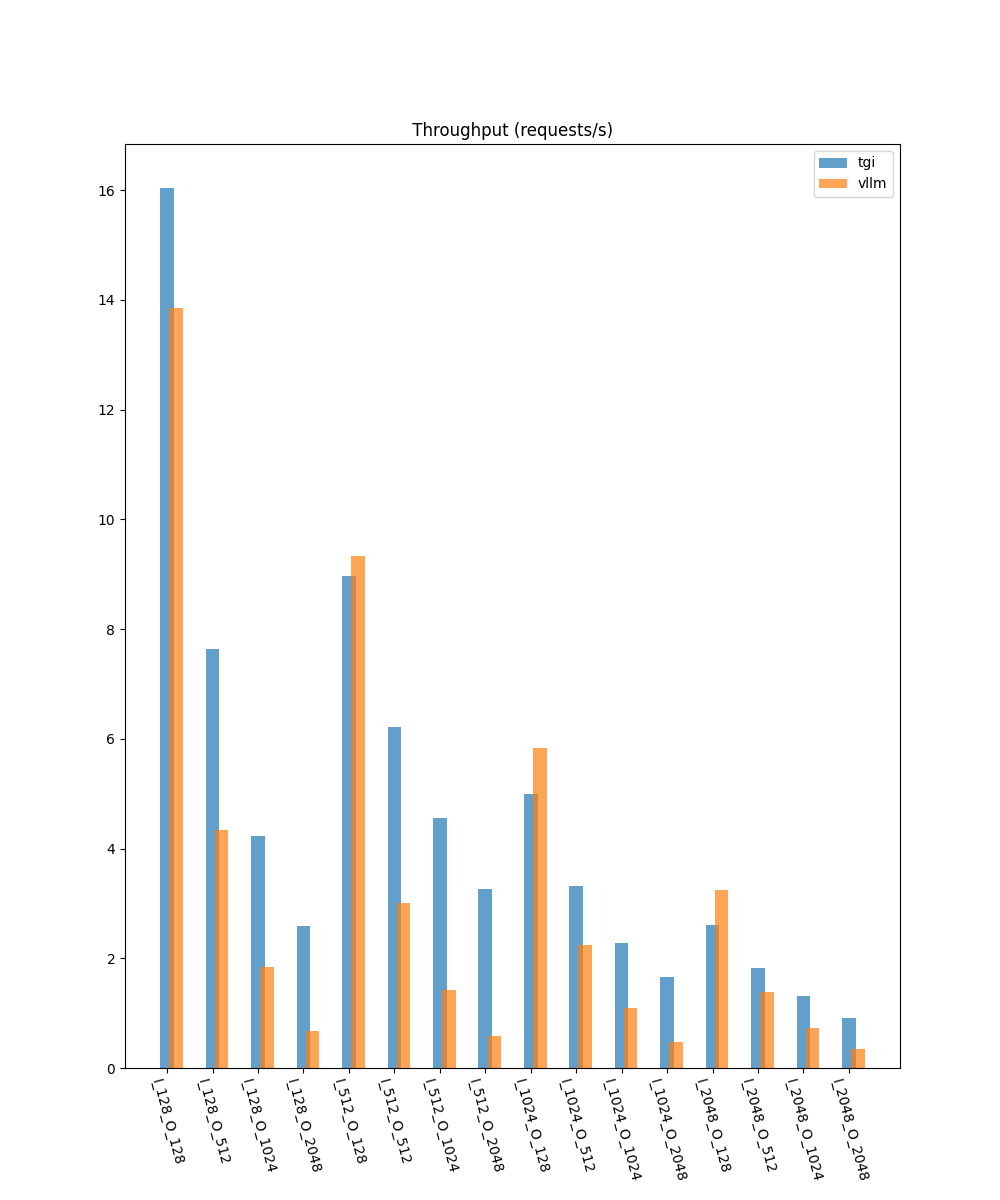 Throughput (requests/s)
tgi
vllm
16
14
12
10
8
6
4
2
0
I_128_O_128
I_128_O_512
I_128_O_1024
I_128_O_2048
I_512_O_128
I_512_O_512
I_512_O_1024
I_512_O_2048
I_1024_O_128
I_1024_O_512
I_1024_O_1024
I_1024_O_2048
I_2048_O_128
I_2048_O_512
I_2048_O_1024
I_2048_O_2048